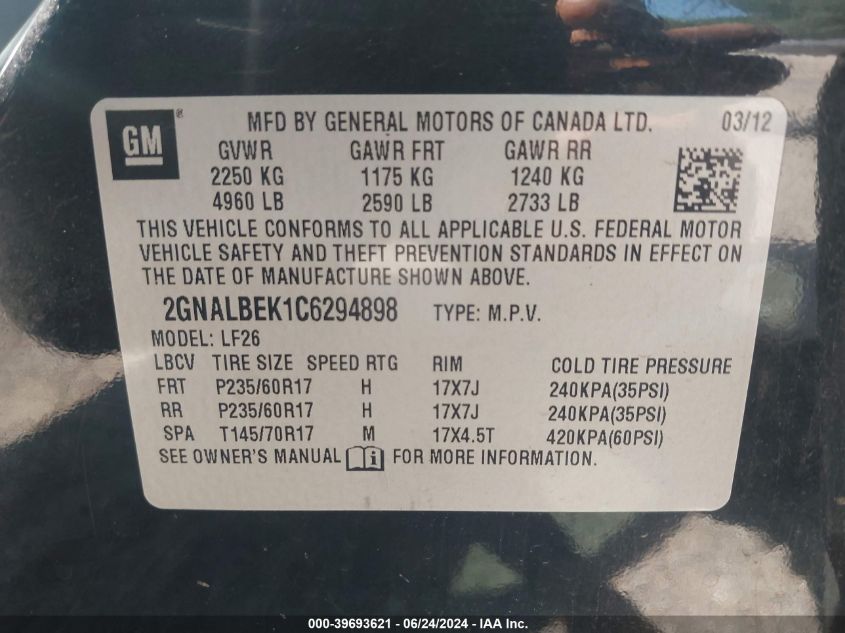 GM ®
MFD BY GENERAL MOTORS OF CANADA LTD. 03/12
GVWR GAWR FRT GAWR RR
2250 KG 1175 KG 1240 KG
4960 LB 2590 LB 2733 LB
THIS VEHICLE CONFORMS TO ALL APPLICABLE U.S. FEDERAL MOTOR
VEHICLE SAFETY AND THEFT PREVENTION STANDARDS IN EFFECT ON
THE DATE OF MANUFACTURE SHOWN ABOVE.
2GNALBEK1C6294898 TYPE: M.P.V.
MODEL: LF26
LBCV TIRE SIZE SPEED RTG RIM COLD TIRE PRESSURE
FRT P235/60R17 H 17X7J 240KPA(35PSI)
RR P235/60R17 H 17X7J 240KPA(35PSI)
SPA T145/70R17 M 17X4.5T 420KPA(60PSI)
SEE OWNER'S MANUAL i FOR MORE INFORMATION.
000-39693621 / 06/24/2024 - IAA Inc.